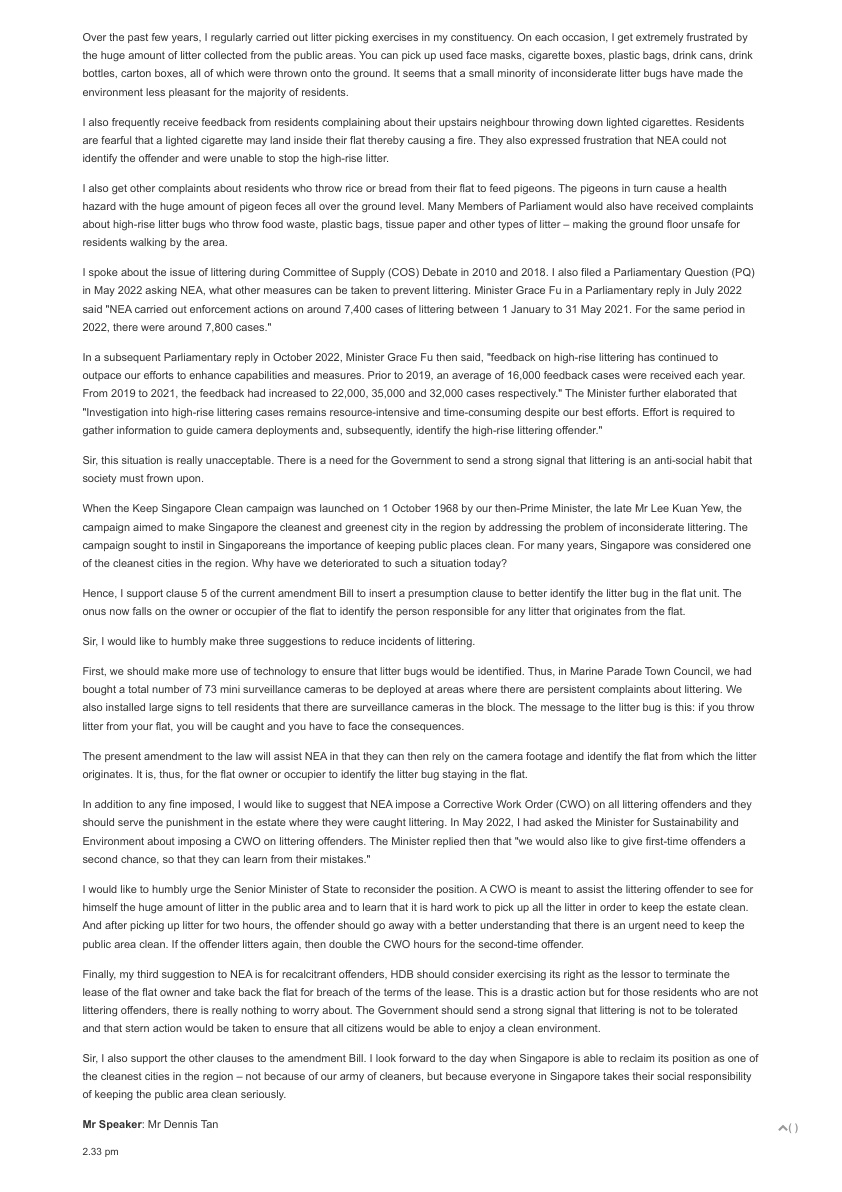 Over the past few years, I regularly carried out litter picking exercises in my constituency. On each occasion, I get extremely frustrated by
the huge amount of litter collected from the public areas. You can pick up used face masks, cigarette boxes, plastic bags, drink cans, drink
bottles, carton boxes, all of which were thrown onto the ground. It seems that a small minority of inconsiderate litter bugs have made the
environment less pleasant for the majority of residents.
I also frequently receive feedback from residents complaining about their upstairs neighbour throwing down lighted cigarettes. Residents
are fearful that a lighted cigarette may land inside their flat thereby causing a fire. They also expressed frustration that NEA could not
identify the offender and were unable to stop the high-rise litter.
I also get other complaints about residents who throw rice or bread from their flat to feed pigeons. The pigeons in turn cause a health
hazard with the huge amount of pigeon feces all over the ground level. Many Members of Parliament would also have received complaints
about high-rise litter bugs who throw food waste, plastic bags, tissue paper and other types of litter – making the ground floor unsafe for
residents walking by the area.
I spoke about the issue of littering during Committee of Supply (COS) Debate in 2010 and 2018. I also filed a Parliamentary Question (PQ)
in May 2022 asking NEA, what other measures can be taken to prevent littering. Minister Grace Fu in a Parliamentary reply in July 2022
said "NEA carried out enforcement actions on around 7,400 cases of littering between 1 January to 31 May 2021. For the same period in
2022, there were around 7,800 cases."
In a subsequent Parliamentary reply in October 2022, Minister Grace Fu then said, "feedback on high-rise littering has continued to
outpace our efforts to enhance capabilities and measures. Prior to 2019, an average of 16,000 feedback cases were received each year.
From 2019 to 2021, the feedback had increased to 22,000, 35,000 and 32,000 cases respectively." The Minister further elaborated that
"Investigation into high-rise littering cases remains resource-intensive and time-consuming despite our best efforts. Effort is required to
gather information to guide camera deployments and, subsequently, identify the high-rise littering offender."
Sir, this situation is really unacceptable. There is a need for the Government to send a strong signal that littering is an anti-social habit that
society must frown upon.
When the Keep Singapore Clean campaign was launched on 1 October 1968 by our then-Prime Minister, the late Mr Lee Kuan Yew, the
campaign aimed to make Singapore the cleanest and greenest city in the region by addressing the problem of inconsiderate littering. The
campaign sought to instil in Singaporeans the importance of keeping public places clean. For many years, Singapore was considered one
of the cleanest cities in the region. Why have we deteriorated to such a situation today?
Hence, I support clause 5 of the current amendment Bill to insert a presumption clause to better identify the litter bug in the flat unit. The
onus now falls on the owner or occupier of the flat to identify the person responsible for any litter that originates from the flat.
Sir, I would like to humbly make three suggestions to reduce incidents of littering.
First, we should make more use of technology to ensure that litter bugs would be identified. Thus, in Marine Parade Town Council, we had
bought a total number of 73 mini surveillance cameras to be deployed at areas where there are persistent complaints about littering. We
also installed large signs to tell residents that there are surveillance cameras in the block. The message to the litter bug is this: if you throw
litter from your flat, you will be caught and you have to face the consequences.
The present amendment to the law will assist NEA in that they can then rely on the camera footage and identify the flat from which the litter
originates. It is, thus, for the flat owner or occupier to identify the litter bug staying in the flat.
In addition to any fine imposed, I would like to suggest that NEA impose a Corrective Work Order (CWO) on all littering offenders and they
should serve the punishment in the estate where they were caught littering. In May 2022, I had asked the Minister for Sustainability and
Environment about imposing a CWO on littering offenders. The Minister replied then that "we would also like to give first-time offenders a
second chance, so that they can learn from their mistakes."
I would like to humbly urge the Senior Minister of State to reconsider the position. A CWO is meant to assist the littering offender to see for
himself the huge amount of litter in the public area and to learn that it is hard work to pick up all the litter in order to keep the estate clean.
And after picking up litter for two hours, the offender should go away with a better understanding that there is an urgent need to keep the
public area clean. If the offender litters again, then double the CWO hours for the second-time offender.
Finally, my third suggestion to NEA is for recalcitrant offenders, HDB should consider exercising its right as the lessor to terminate the
lease of the flat owner and take back the flat for breach of the terms of the lease. This is a drastic action but for those residents who are not
littering offenders, there is really nothing to worry about. The Government should send a strong signal that littering is not to be tolerated
and that stern action would be taken to ensure that all citizens would be able to enjoy a clean environment.
Sir, I also support the other clauses to the amendment Bill. I look forward to the day when Singapore is able to reclaim its position as one of
the cleanest cities in the region – not because of our army of cleaners, but because everyone in Singapore takes their social responsibility
of keeping the public area clean seriously.
Mr Speaker: Mr Dennis Tan
( )
2.33 pm